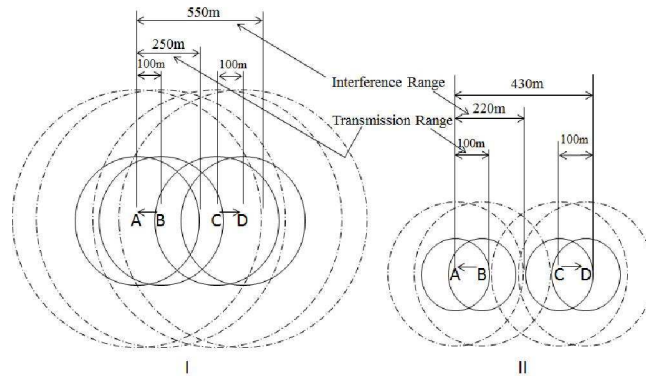 550m
250m
100m 100m
Interference Range
Transmission Range
430m
220m
100m 100m
A B C D
A B C D
I II